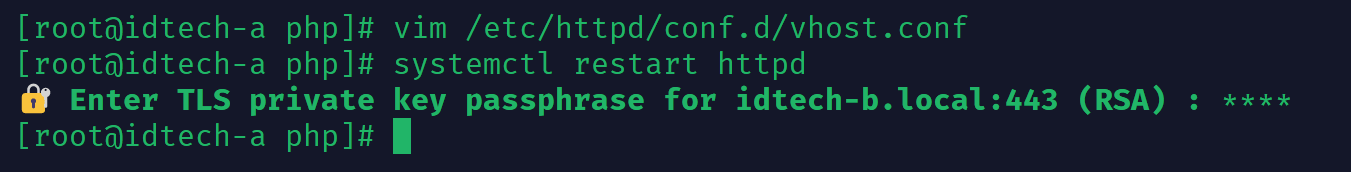 [root@idtech-a php]# vim /etc/httpd/conf.d/vhost.conf
[root@idtech-a php]# systemctl restart httpd
🔐 Enter TLS private key passphrase for idtech-b.local:443 (RSA) : ****
[root@idtech-a php]#